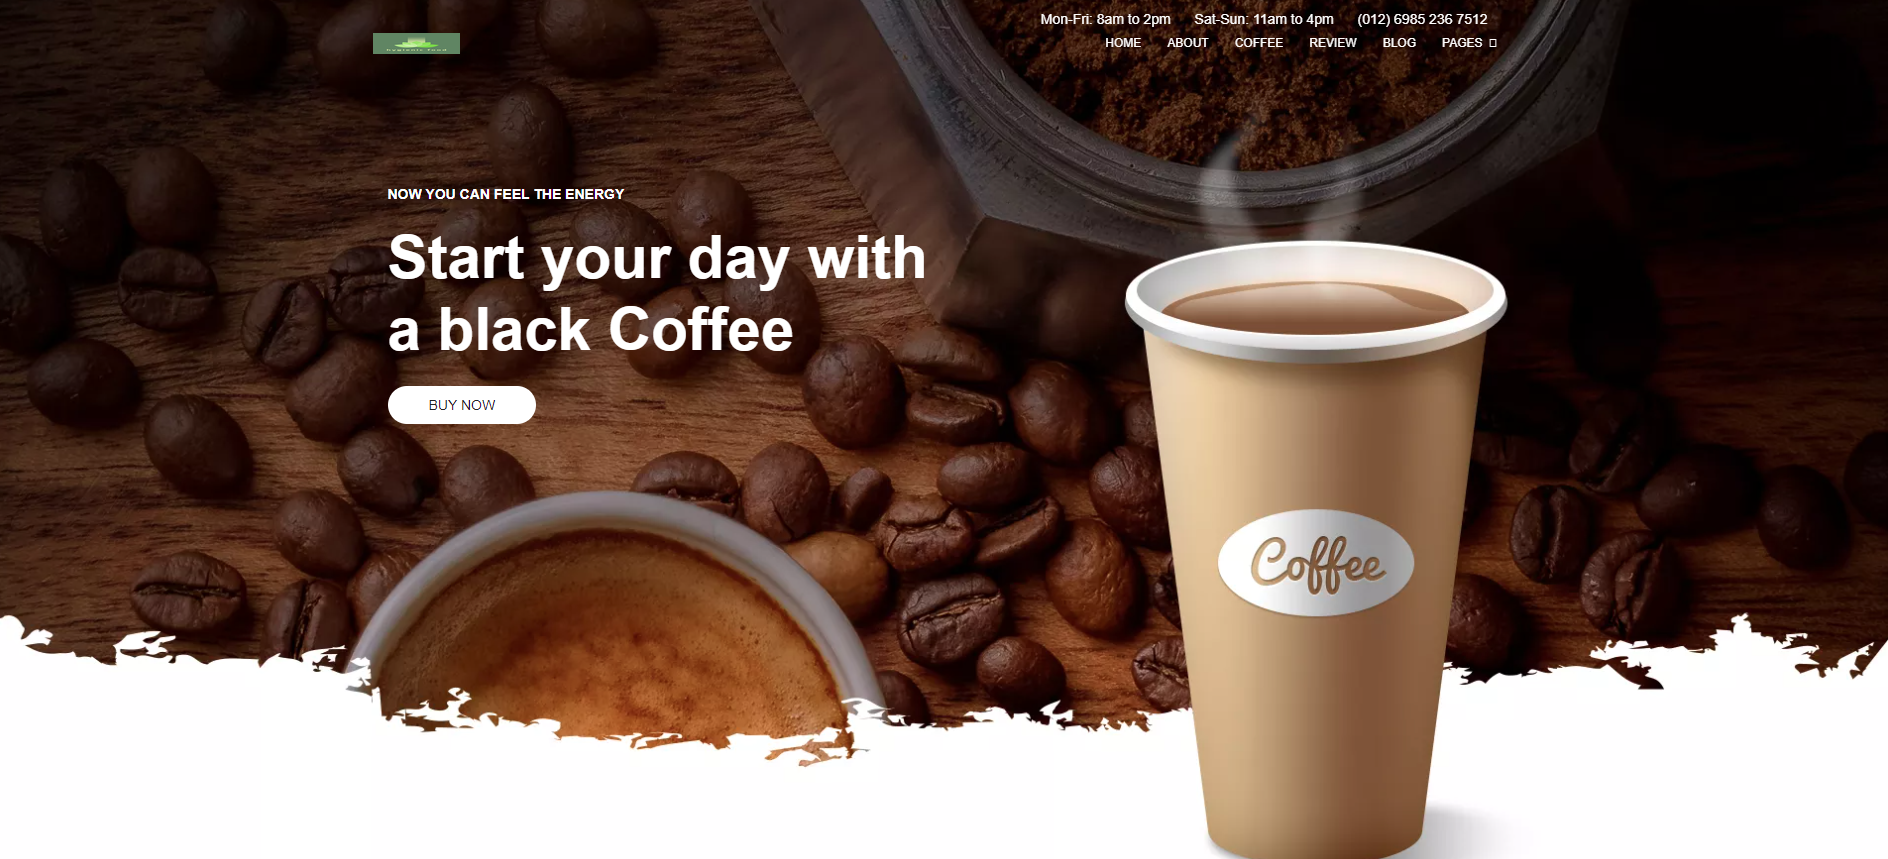 Mon-Fri: 8am to 2pm Sat-Sun: 11am to 4pm (012) 6985 236 7512
HOME ABOUT COFFEE REVIEW BLOG PAGES
NOW YOU CAN FEEL THE ENERGY
Start your day with
a black Coffee
BUY NOW
Coffee